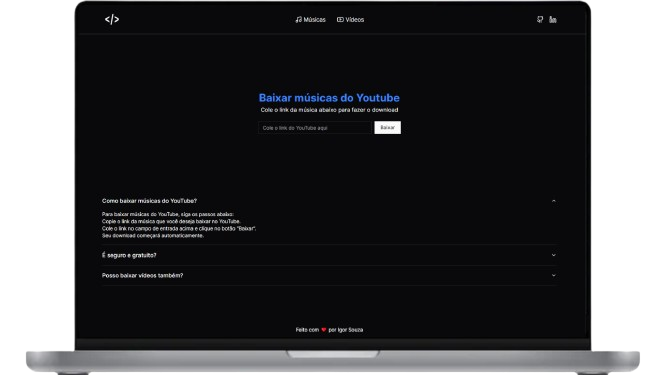 </>
Músicas Vídeos
Baixar músicas do Youtube
Cole o link da música abaixo para fazer o download
Cole o link do YouTube aqui Baixar
Como baixar músicas do YouTube?
Para baixar músicas do YouTube, siga os passos abaixo:
Copie o link da música que você deseja baixar no YouTube.
Cole o link no campo de entrada acima e clique no botão "Baixar".
Seu download começará automaticamente.
É seguro e gratuito?
Posso baixar vídeos também?
Feito com ❤️ por Igor Souza